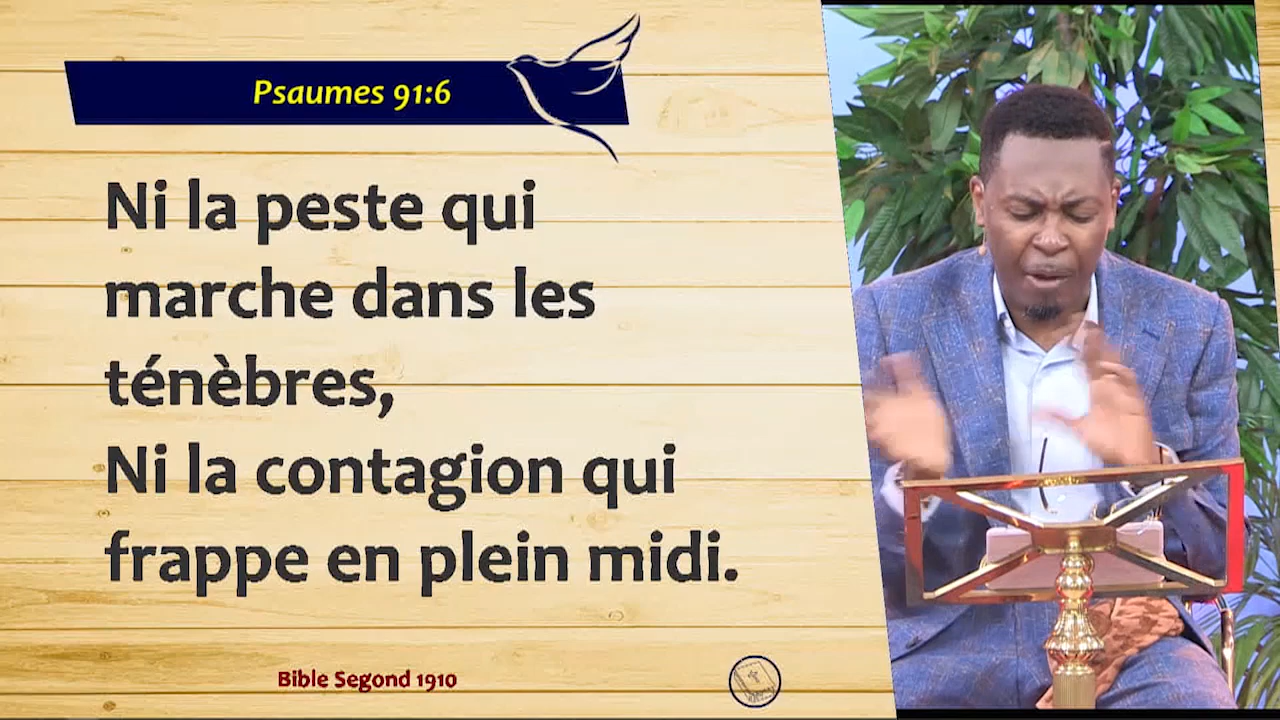 Psaumes 91:6
Ni la peste qui
marche dans les
ténèbres,
Ni la contagion qui
frappe en plein midi.
Bible Segond 1910